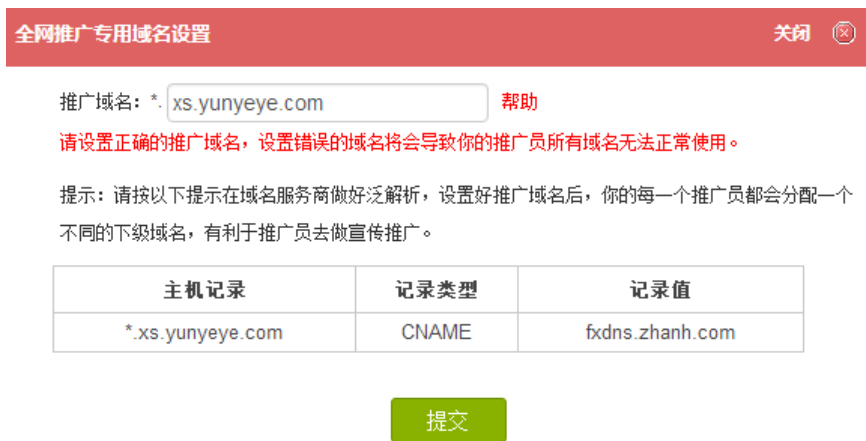 全网推广专用域名设置 关闭
推广域名：*. xs.yunyeye.com 帮助
请设置正确的推广域名，设置错误的域名将会导致你的推广员所有域名无法正常使用。
提示：请按以下提示在域名服务商做好泛解析，设置好推广域名后，你的每一个推广员都会分配一个
不同的下级域名，有利于推广员去做宣传推广。
主机记录 记录类型 记录值
*.xs.yunyeye.com CNAME fxdns.zhanh.com
提交